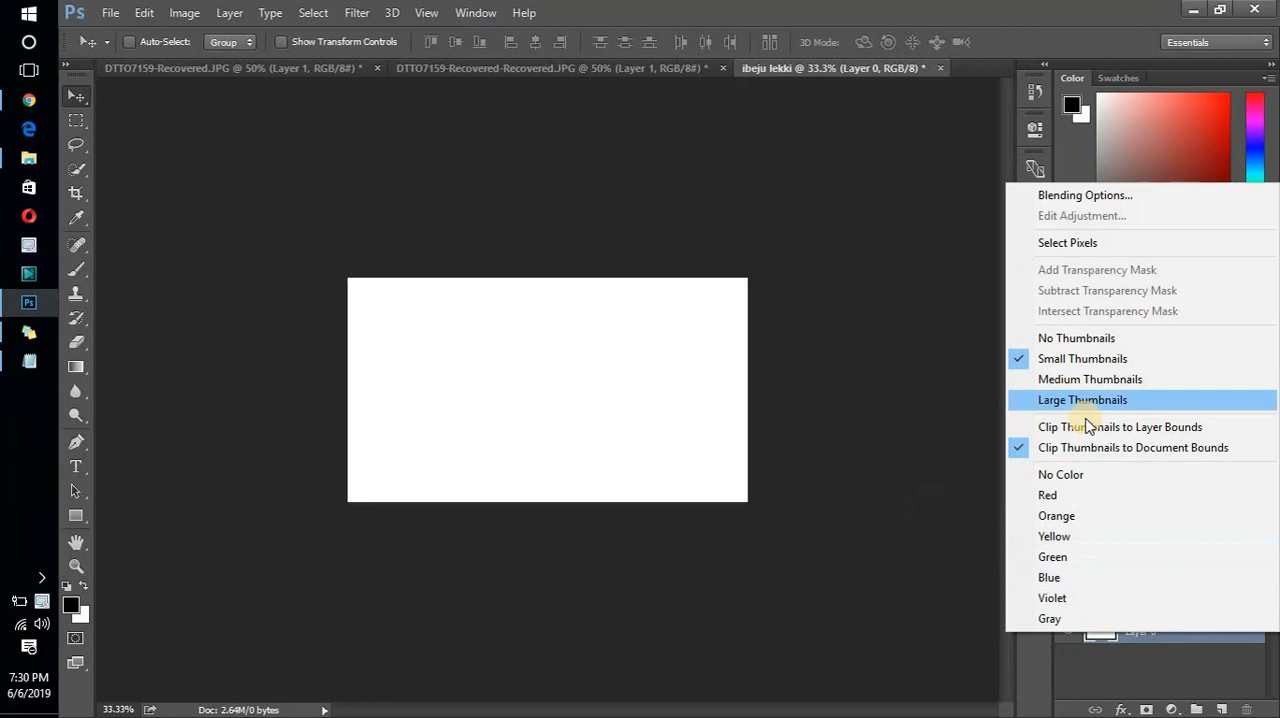 Ps File Edit Image Layer Type Select Filter 3D View Window Help
Auto-Select: Group Show Transform Controls 3D Mode: Essentials
DTTO7159-Recovered.JPG @ 50% (Layer 1, RGB/8#) * × DTTO7159-Recovered-Recovered.JPG @ 50% (Layer 1, RGB/8#) * × ibeju lekki @ 33.3% (Layer 0, RGB/8) * ×
Color Swatches
Blending Options...
Edit Adjustment...
Select Pixels
Add Transparency Mask
Subtract Transparency Mask
Intersect Transparency Mask
No Thumbnails
Small Thumbnails
Medium Thumbnails
Large Thumbnails
Clip Thumbnails to Layer Bounds
Clip Thumbnails to Document Bounds
No Color
Red
Orange
Yellow
Green
Blue
Violet
Gray
Ps
T
7:30 PM
6/6/2019
33.33% Doc: 2.64M/0 bytes
fx